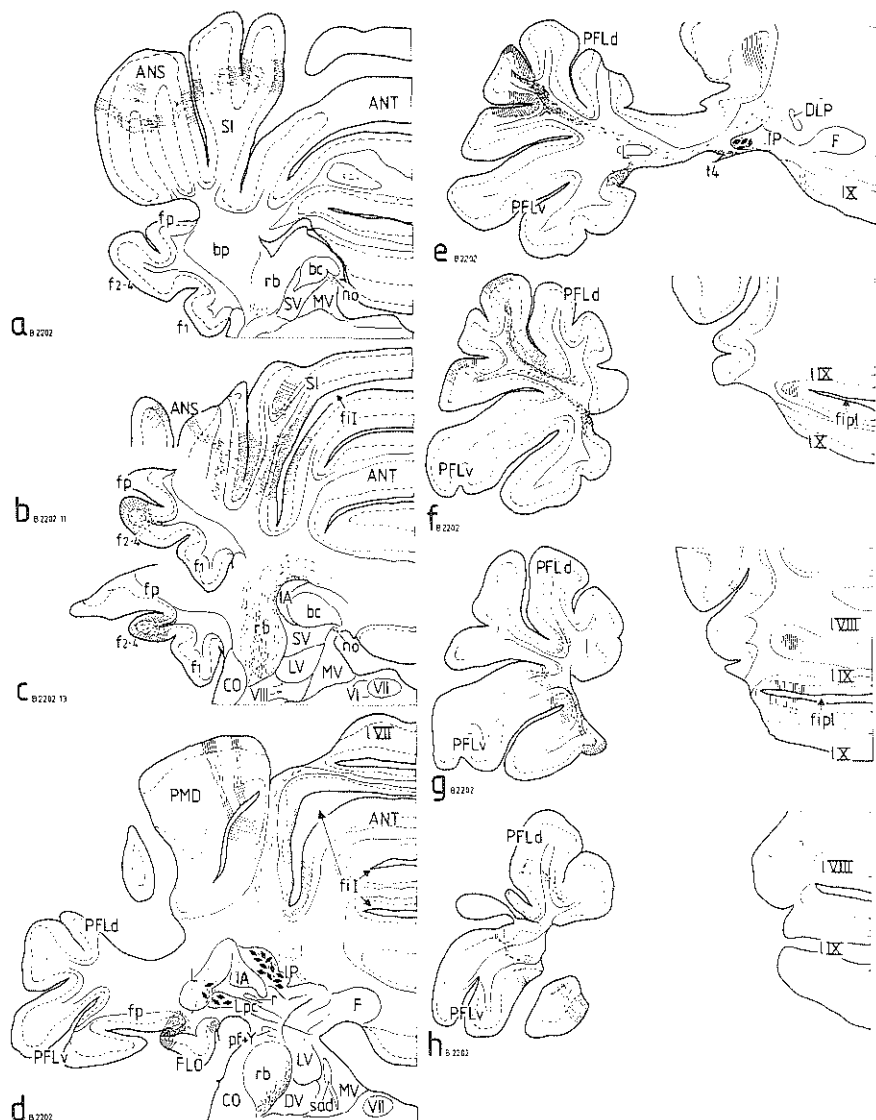 ANS
SI
ANT
fp
bp
f2-4
rb
bc
SV
MV
no
f1
a B2202
ANS
SI
fiI
fp
ANT
b B2202 11
f2-4
f1
fp
IA
bc
f2-4
rb
SV
f1
no
LV
CO
VIII
MV
VI
VII
c B2202 13
l VII
PMD
ANT
fiI
PFLd
L
IA
IP
Lpc
F
fp
pf+Y
PFLv
FLO
LV
rb
CO
DV
sad
MV
VII
d B2202
PFLd
DLP
L
IP
F
t4
PFLv
IX
e B2202
PFLd
l IX
fipl
PFLv
l X
f B2202
PFLd
l VIII
l IX
fipl
PFLv
l X
g B2202
PFLd
l VIII
l IX
PFLv
h B2202